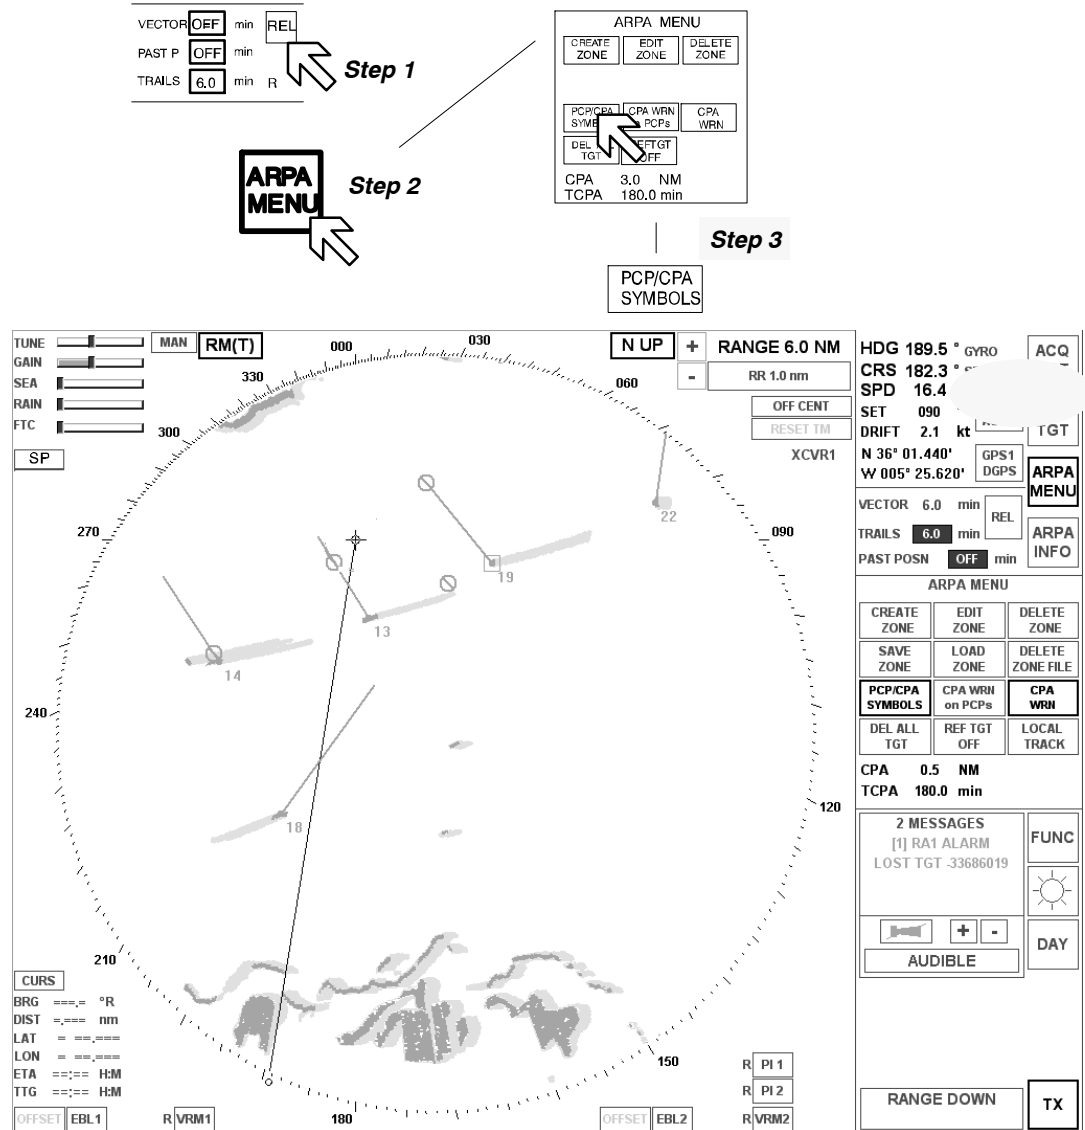 VECTOR OFF min REL
PAST P OFF min
TRAILS 6.0 min R
Step 1
ARPA
MENU
Step 2
ARPA MENU
CREATE ZONE
EDIT ZONE
DELETE ZONE
PCP/CPA
CPA WRN
PCPs
CPA WRN
DEL
TGT
CPA 3.0 NM
TCPA 180.0 min
Step 3
PCP/CPA
SYMBOLS
TUNE
GAIN
SEA
RAIN
FTC
MAN
RM(T)
SP
N UP
+
-
RANGE 6.0 NM
RR 1.0 nm
OFF CENT
RESET TM
XCVR1
000
030
060
090
120
150
180
210
240
270
300
330
22
19
13
14
18
HDG 189.5 ° GYRO
CRS 182.3 °
SPD 16.4
SET 090
DRIFT 2.1 kt
N 36° 01.440'
W 005° 25.620'
GPS1
DGPS
ACQ
TGT
ARPA
MENU
ARPA
INFO
VECTOR 6.0 min
REL
TRAILS 6.0 min
PAST POSN OFF min
ARPA MENU
CREATE ZONE
EDIT ZONE
DELETE ZONE
SAVE ZONE
LOAD ZONE
DELETE ZONE FILE
PCP/CPA SYMBOLS
CPA WRN on PCPs
CPA WRN
DEL ALL TGT
REF TGT OFF
LOCAL TRACK
CPA 0.5 NM
TCPA 180.0 min
2 MESSAGES
[1] RA1 ALARM
LOST TGT -33686019
FUNC
+
-
AUDIBLE
DAY
CURS
BRG ===.= °R
DIST =.=== nm
LAT = ==.===
LON = ==.===
ETA ==:== H:M
TTG ==:== H:M
OFFSET EBL1
R VRM1
R PI 1
R PI 2
OFFSET EBL2
R VRM2
RANGE DOWN
TX